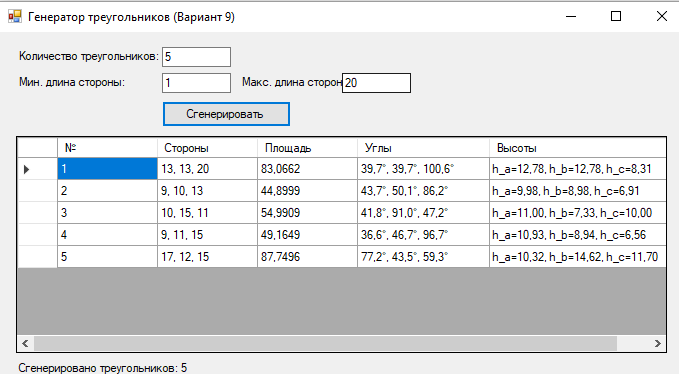 Генератор треугольников (Вариант 9)
Количество треугольников: 5
Мин. длина стороны: 1 Макс. длина сторон 20
Сгенерировать
№ Стороны Площадь Углы Высоты
1 13, 13, 20 83,0662 39,7°, 39,7°, 100,6° h_a=12,78, h_b=12,78, h_c=8,31
2 9, 10, 13 44,8999 43,7°, 50,1°, 86,2° h_a=9,98, h_b=8,98, h_c=6,91
3 10, 15, 11 54,9909 41,8°, 91,0°, 47,2° h_a=11,00, h_b=7,33, h_c=10,00
4 9, 11, 15 49,1649 36,6°, 46,7°, 96,7° h_a=10,93, h_b=8,94, h_c=6,56
5 17, 12, 15 87,7496 77,2°, 43,5°, 59,3° h_a=10,32, h_b=14,62, h_c=11,70
Сгенерировано треугольников: 5